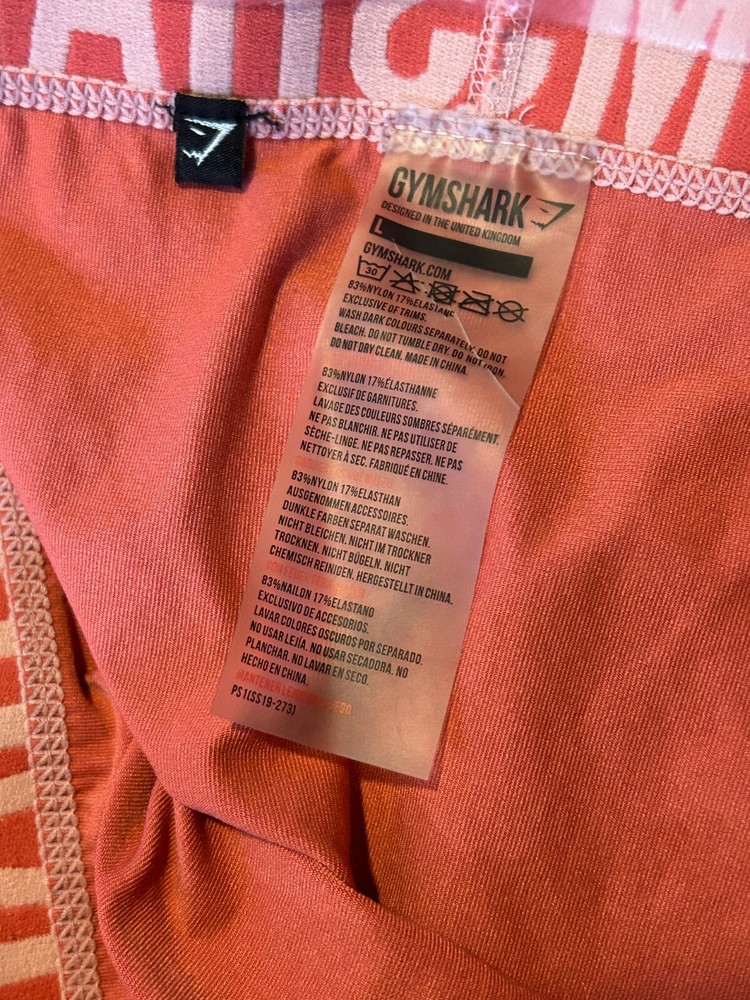 GYMSHARK
DESIGNED IN THE UNITED KINGDOM
L
GYMSHARK.COM
30
83%NYLON 17%ELASTANE
EXCLUSIVE OF TRIMS.
WASH DARK COLOURS SEPARATELY. DO NOT
BLEACH. DO NOT TUMBLE DRY. DO NOT IRON.
DO NOT DRY CLEAN. MADE IN CHINA.
83%NYLON 17%ÉLASTHANNE
EXCLUSIF DE GARNITURES.
LAVAGE DES COULEURS SOMBRES SÉPARÉMENT.
NE PAS BLANCHIR. NE PAS UTILISER DE
SÈCHE-LINGE. NE PAS REPASSER. NE PAS
NETTOYER À SEC. FABRIQUÉ EN CHINE.
83%NYLON 17%ELASTHAN
AUSGENOMMEN ACCESSOIRES.
DUNKLE FARBEN SEPARAT WASCHEN.
NICHT BLEICHEN. NICHT IM TROCKNER
TROCKNEN. NICHT BÜGELN. NICHT
CHEMISCH REINIGEN. HERGESTELLT IN CHINA.
83%NAILON 17%ELASTANO
EXCLUSIVO DE ACCESORIOS.
LAVAR COLORES OSCUROS POR SEPARADO.
NO USAR LEJÍA. NO USAR SECADORA. NO
PLANCHAR. NO LAVAR EN SECO.
HECHO EN CHINA.
MANTENER
PS1(SS19-273)